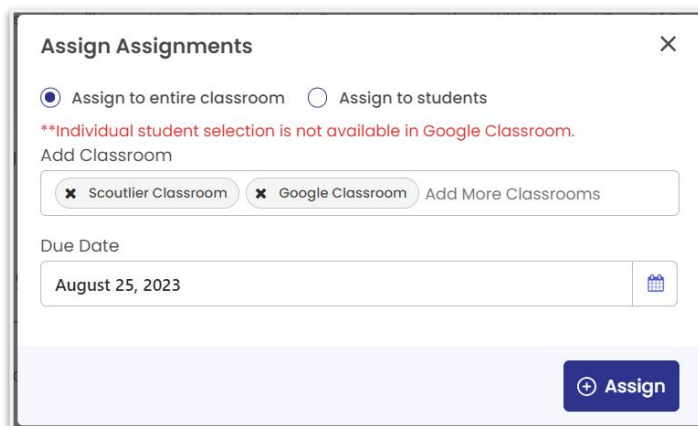 Assign Assignments
Assign to entire classroom Assign to students
**Individual student selection is not available in Google Classroom.
Add Classroom
Scoutlier Classroom Google Classroom Add More Classrooms
Due Date
August 25, 2023
Assign